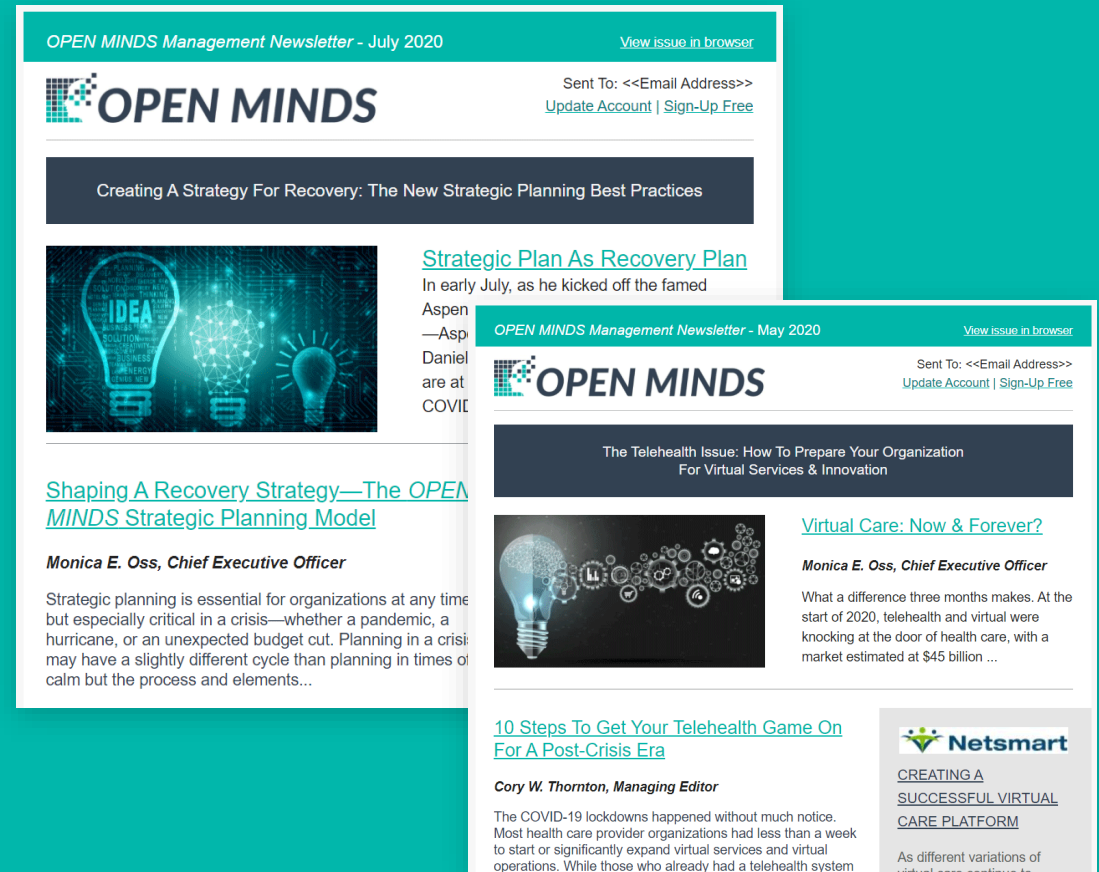 OPEN MINDS Management Newsletter - July 2020
View issue in browser
OPEN MINDS
Sent To: <<Email Address>>
Update Account | Sign-Up Free
Creating A Strategy For Recovery: The New Strategic Planning Best Practices
IDEA
SOLUTION
BUSINESS
ENERGY
Strategic Plan As Recovery Plan
In early July, as he kicked off the famed
Aspen
—Asp
Daniel
are at
COVID
Shaping A Recovery Strategy—The OPEN
MINDS Strategic Planning Model
Monica E. Oss, Chief Executive Officer
Strategic planning is essential for organizations at any time
but especially critical in a crisis—whether a pandemic, a
hurricane, or an unexpected budget cut. Planning in a crisis
may have a slightly different cycle than planning in times of
calm but the process and elements...
OPEN MINDS Management Newsletter - May 2020
View issue in browser
OPEN MINDS
Sent To: <<Email Address>>
Update Account | Sign-Up Free
The Telehealth Issue: How To Prepare Your Organization
For Virtual Services & Innovation
Virtual Care: Now & Forever?
Monica E. Oss, Chief Executive Officer
What a difference three months makes. At the
start of 2020, telehealth and virtual were
knocking at the door of health care, with a
market estimated at $45 billion ...
10 Steps To Get Your Telehealth Game On
For A Post-Crisis Era
Cory W. Thornton, Managing Editor
The COVID-19 lockdowns happened without much notice.
Most health care provider organizations had less than a week
to start or significantly expand virtual services and virtual
operations. While those who already had a telehealth system
Netsmart
CREATING A
SUCCESSFUL VIRTUAL
CARE PLATFORM
As different variations of
virtual care continue to